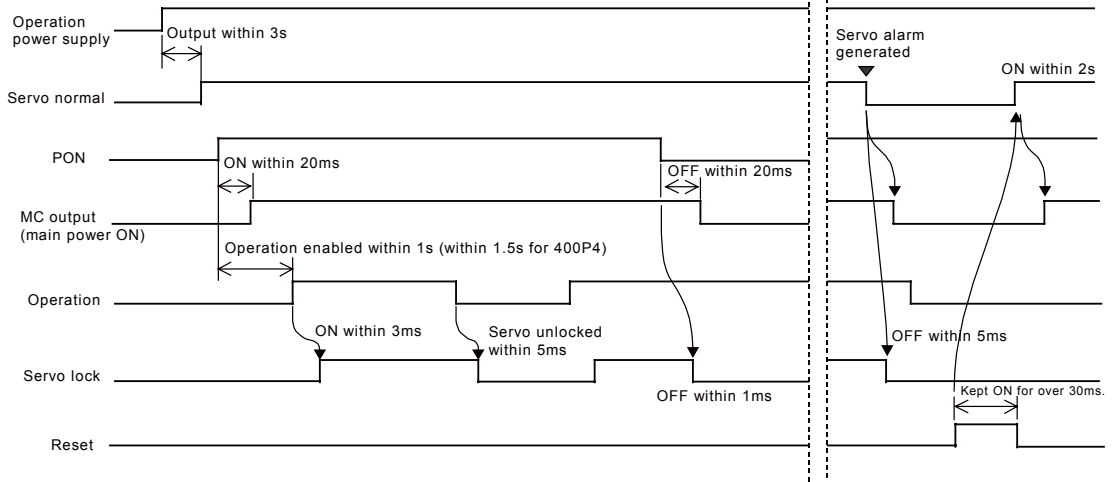 Operation
power supply
Output within 3s
Servo alarm
generated
ON within 2s
Servo normal
PON
ON within 20ms
OFF within 20ms
MC output
(main power ON)
Operation enabled within 1s (within 1.5s for 400P4)
Operation
ON within 3ms
Servo unlocked
within 5ms
OFF within 5ms
Servo lock
OFF within 1ms
Kept ON for over 30ms.
Reset